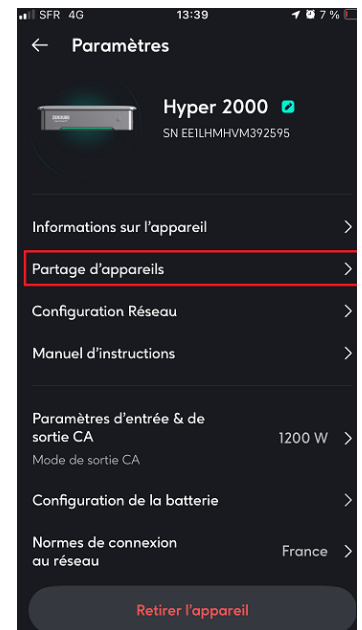 SFR 4G 13:39 7 %
Paramètres
ZENDURE
Hyper 2000
SN EE1LHMHVM392595
Informations sur l'appareil
Partage d'appareils
Configuration Réseau
Manuel d'instructions
Paramètres d'entrée & de
sortie CA
1200 W
Mode de sortie CA
Configuration de la batterie
Normes de connexion
au réseau
France
Retirer l'appareil